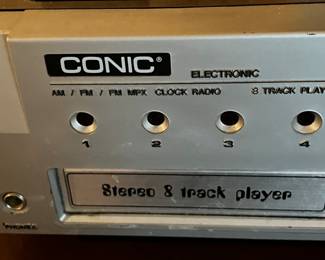 CONIC®
ELECTRONIC
AM / FM / FM MPX CLOCK RADIO 8 TRACK PLAY
1 2 3 4
Stereo 8 track player
PHONES